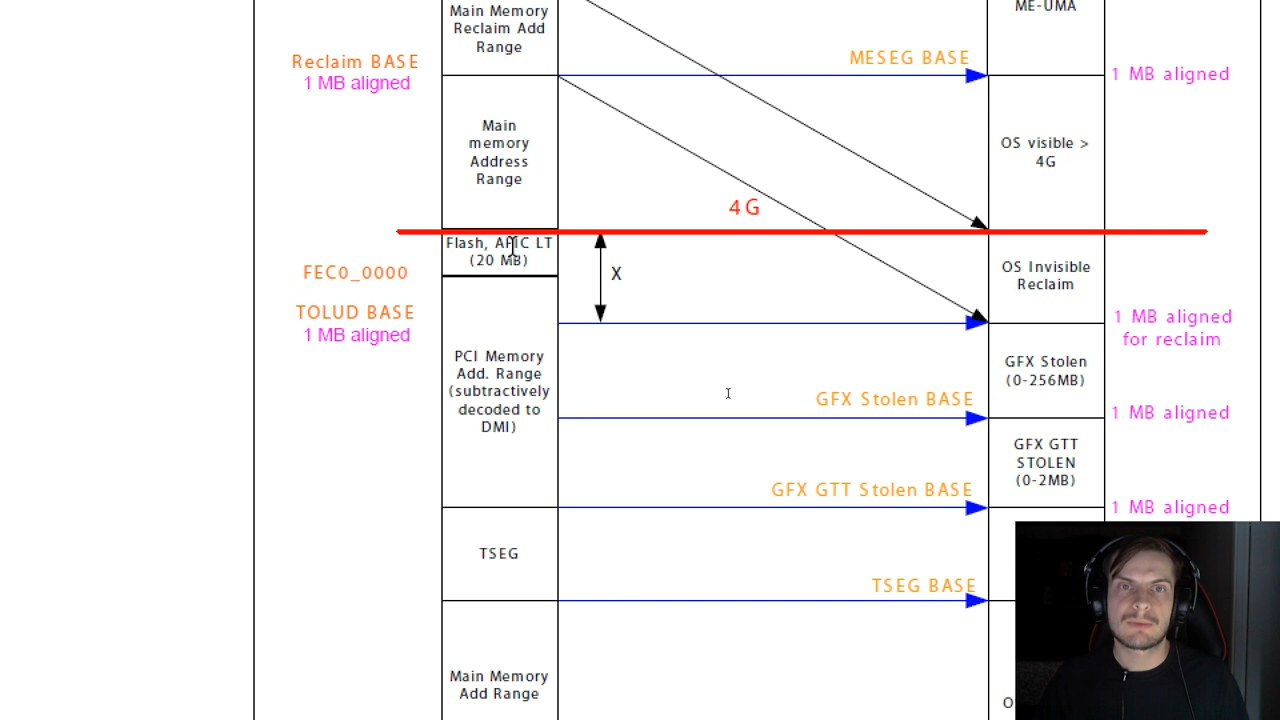 Main Memory
Reclaim Add
Range
ME-UMA
Reclaim BASE
1 MB aligned
MESEG BASE
1 MB aligned
Main
memory
Address
Range
OS visible >
4G
4 G
Flash, APIC LT
(20 MB)
FEC0_0000
X
OS Invisible
Reclaim
TOLUD BASE
1 MB aligned
1 MB aligned
for reclaim
PCI Memory
Add. Range
(subtractively
decoded to
DMI)
GFX Stolen
(0-256MB)
GFX Stolen BASE
1 MB aligned
GFX GTT
STOLEN
(0-2MB)
GFX GTT Stolen BASE
1 MB aligned
TSEG
TSEG BASE
Main Memory
Add Range
O